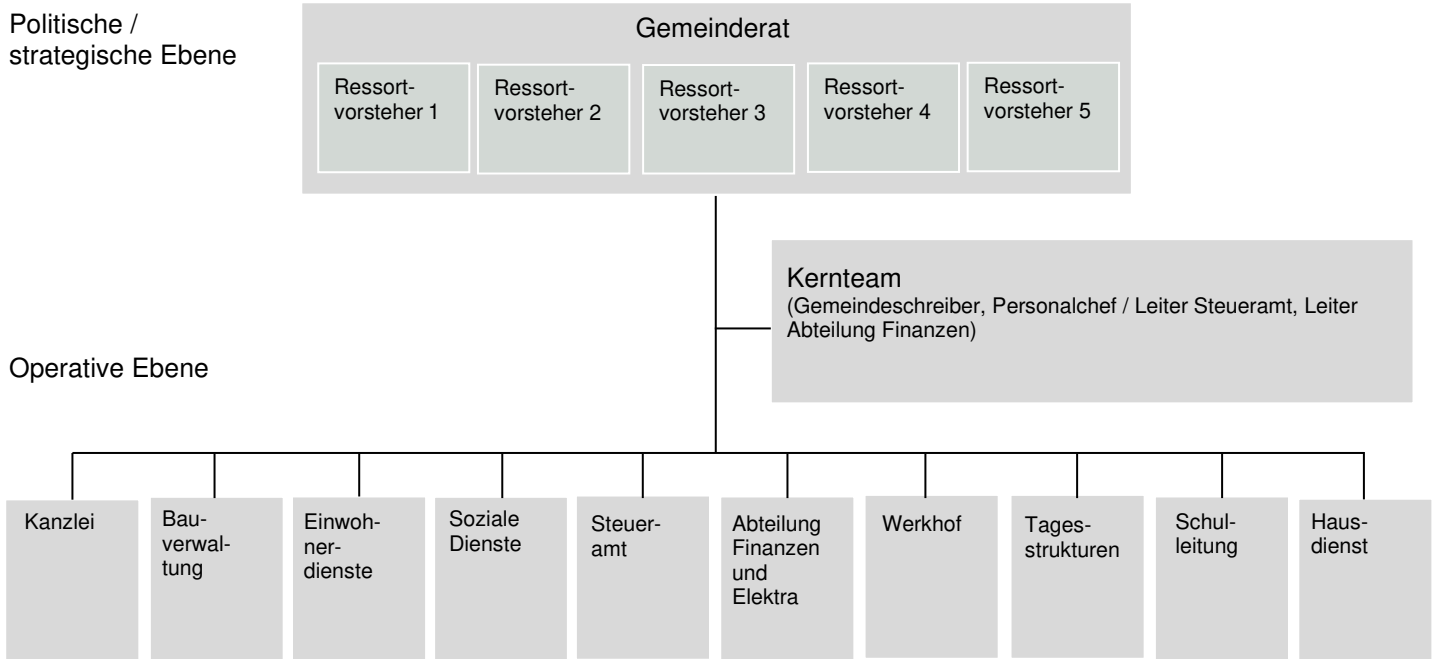 Politische /
strategische Ebene
Gemeinderat
Ressort-
vorsteher 1
Ressort-
vorsteher 2
Ressort-
vorsteher 3
Ressort-
vorsteher 4
Ressort-
vorsteher 5
Kernteam
(Gemeindeschreiber, Personalchef / Leiter Steueramt, Leiter
Abteilung Finanzen)
Operative Ebene
Kanzlei
Bau-
verwal-
tung
Einwoh-
ner-
dienste
Soziale
Dienste
Steuer-
amt
Abteilung
Finanzen
und
Elektra
Werkhof
Tages-
strukturen
Schul-
leitung
Haus-
dienst